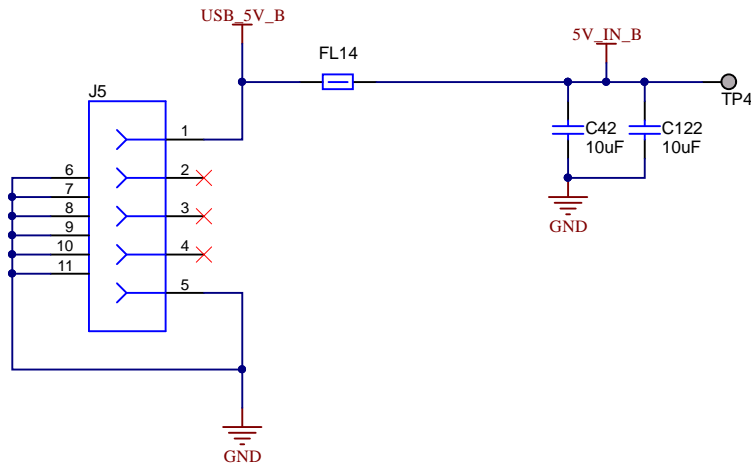 USB_5V_B
FL14
5V_IN_B
TP4
J5
1
C42
10uF
C122
10uF
6
2
7
8
3
9
10
4
11
5
GND
GND